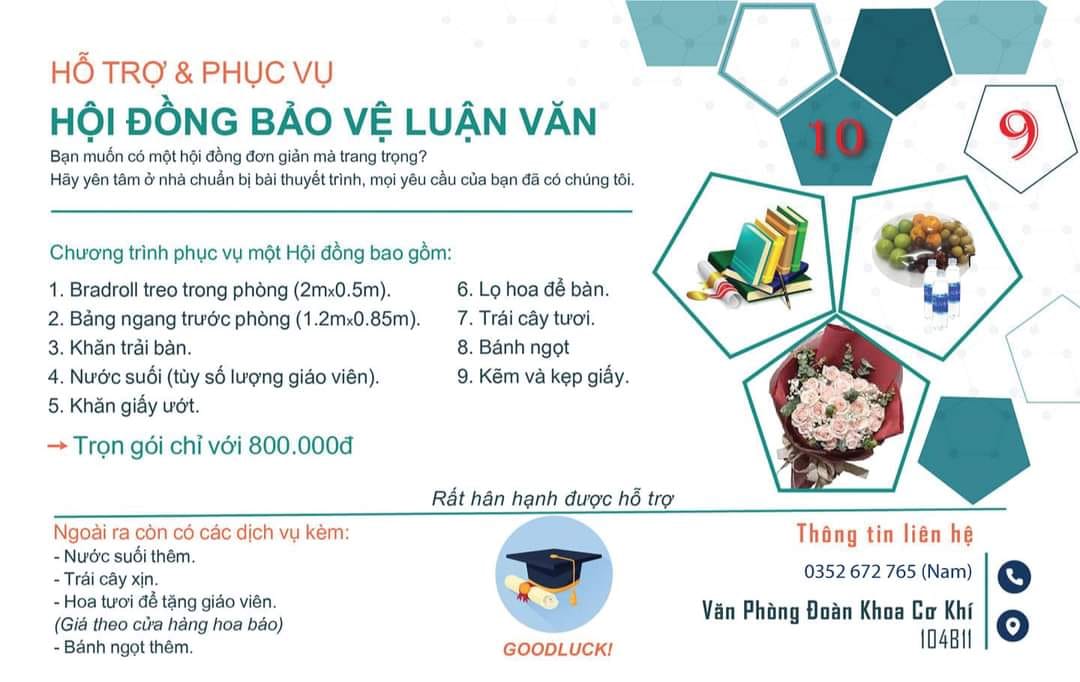 HỖ TRỢ & PHỤC VỤ
HỘI ĐỒNG BẢO VỆ LUẬN VĂN
Bạn muốn có một hội đồng đơn giản mà trang trọng?
Hãy yên tâm ở nhà chuẩn bị bài thuyết trình, mọi yêu cầu của bạn đã có chúng tôi.
10
9
Chương trình phục vụ một Hội đồng bao gồm:
1. Bradroll treo trong phòng (2mx0.5m).
2. Bảng ngang trước phòng (1.2mx0.85m).
3. Khăn trải bàn.
4. Nước suối (tùy số lượng giáo viên).
5. Khăn giấy ướt.
6. Lọ hoa để bàn.
7. Trái cây tươi.
8. Bánh ngọt
9. Kẽm và kẹp giấy.
→ Trọn gói chỉ với 800.000đ
Rất hân hạnh được hỗ trợ
Ngoài ra còn có các dịch vụ kèm:
- Nước suối thêm.
- Trái cây xịn.
- Hoa tươi để tặng giáo viên.
(Giá theo cửa hàng hoa báo)
- Bánh ngọt thêm.
GOODLUCK!
Thông tin liên hệ
0352 672 765 (Nam)
Văn Phòng Đoàn Khoa Cơ Khí
104B11